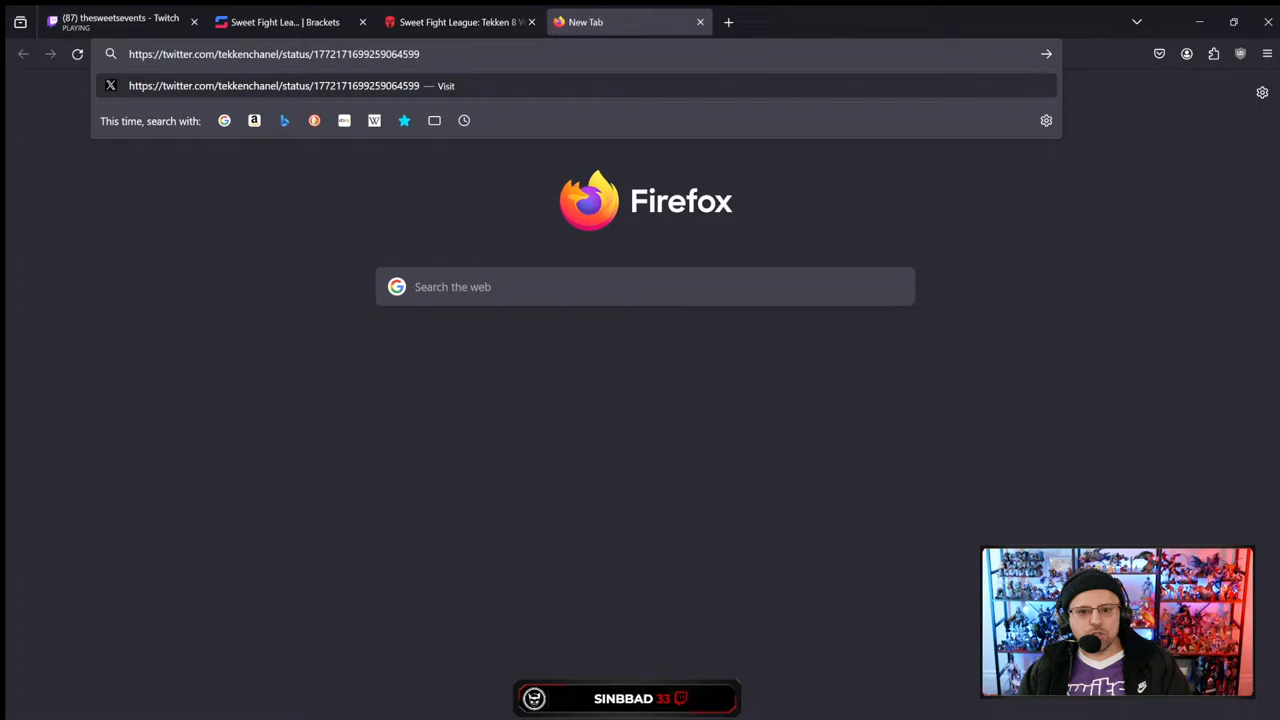 (87) thesweetsevents - Twitch
PLAYING
Sweet Fight Lea... | Brackets
Sweet Fight League: Tekken 8 W
New Tab
https://twitter.com/tekkenchanel/status/1772171699259064599
https://twitter.com/tekkenchanel/status/1772171699259064599 — Visit
This time, search with:
Firefox
Search the web
SINBBAD 33